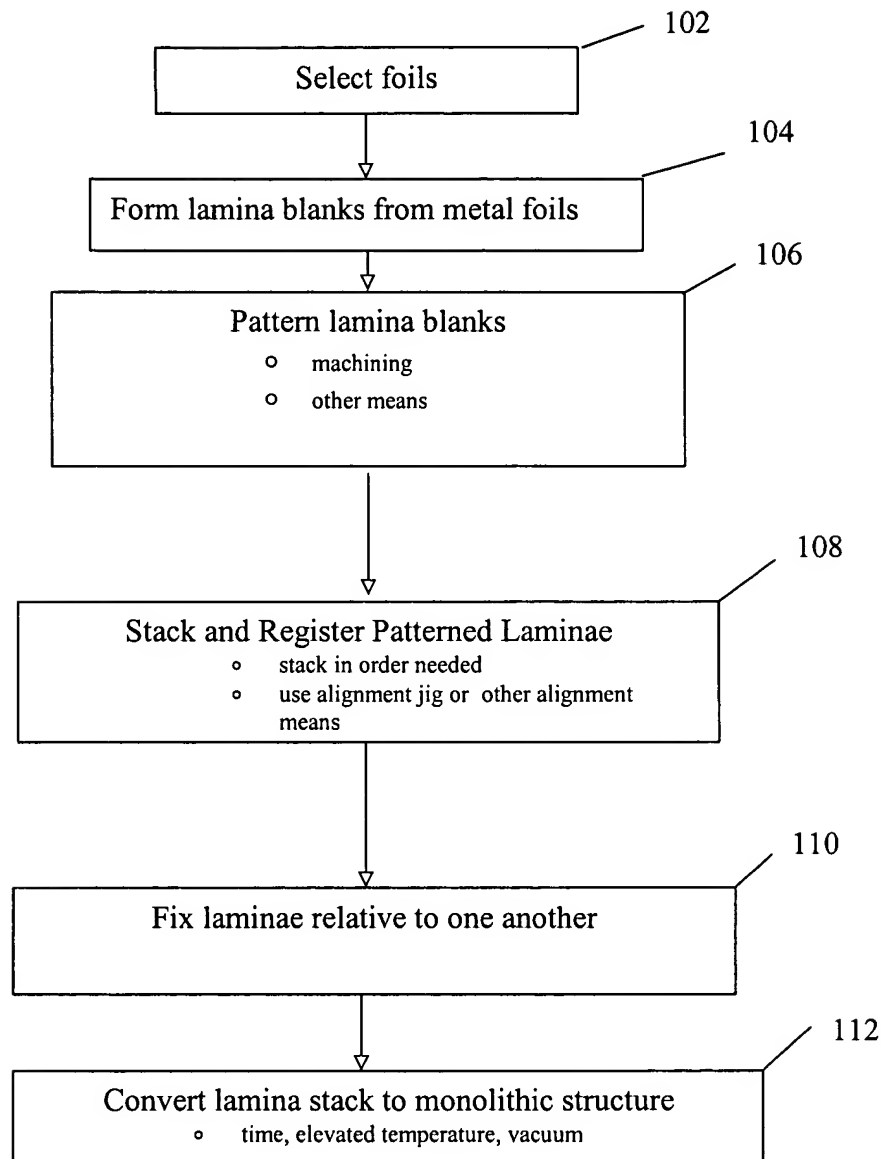 102
Select foils
104
Form lamina blanks from metal foils
106
Pattern lamina blanks
o machining
o other means
108
Stack and Register Patterned Laminae
o stack in order needed
o use alignment jig or other alignment
means
110
Fix laminae relative to one another
112
Convert lamina stack to monolithic structure
o time, elevated temperature, vacuum